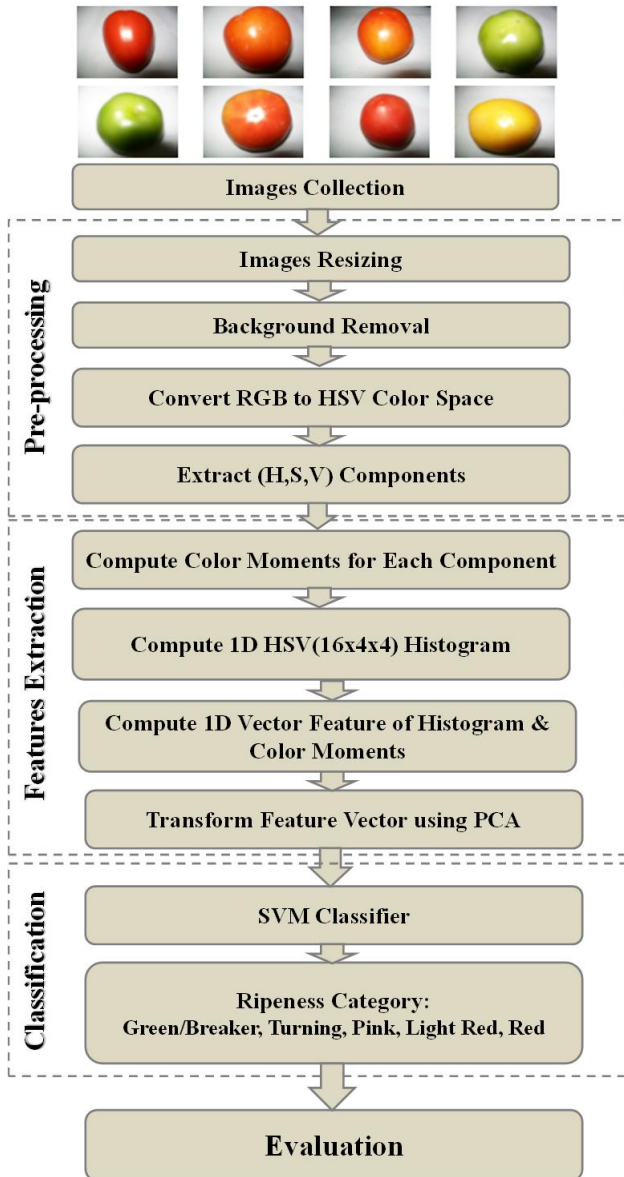 Images Collection
Pre-processing
Images Resizing
Background Removal
Convert RGB to HSV Color Space
Extract (H,S,V) Components
Features Extraction
Compute Color Moments for Each Component
Compute 1D HSV(16x4x4) Histogram
Compute 1D Vector Feature of Histogram &
Color Moments
Transform Feature Vector using PCA
Classification
SVM Classifier
Ripeness Category:
Green/Breaker, Turning, Pink, Light Red, Red
Evaluation